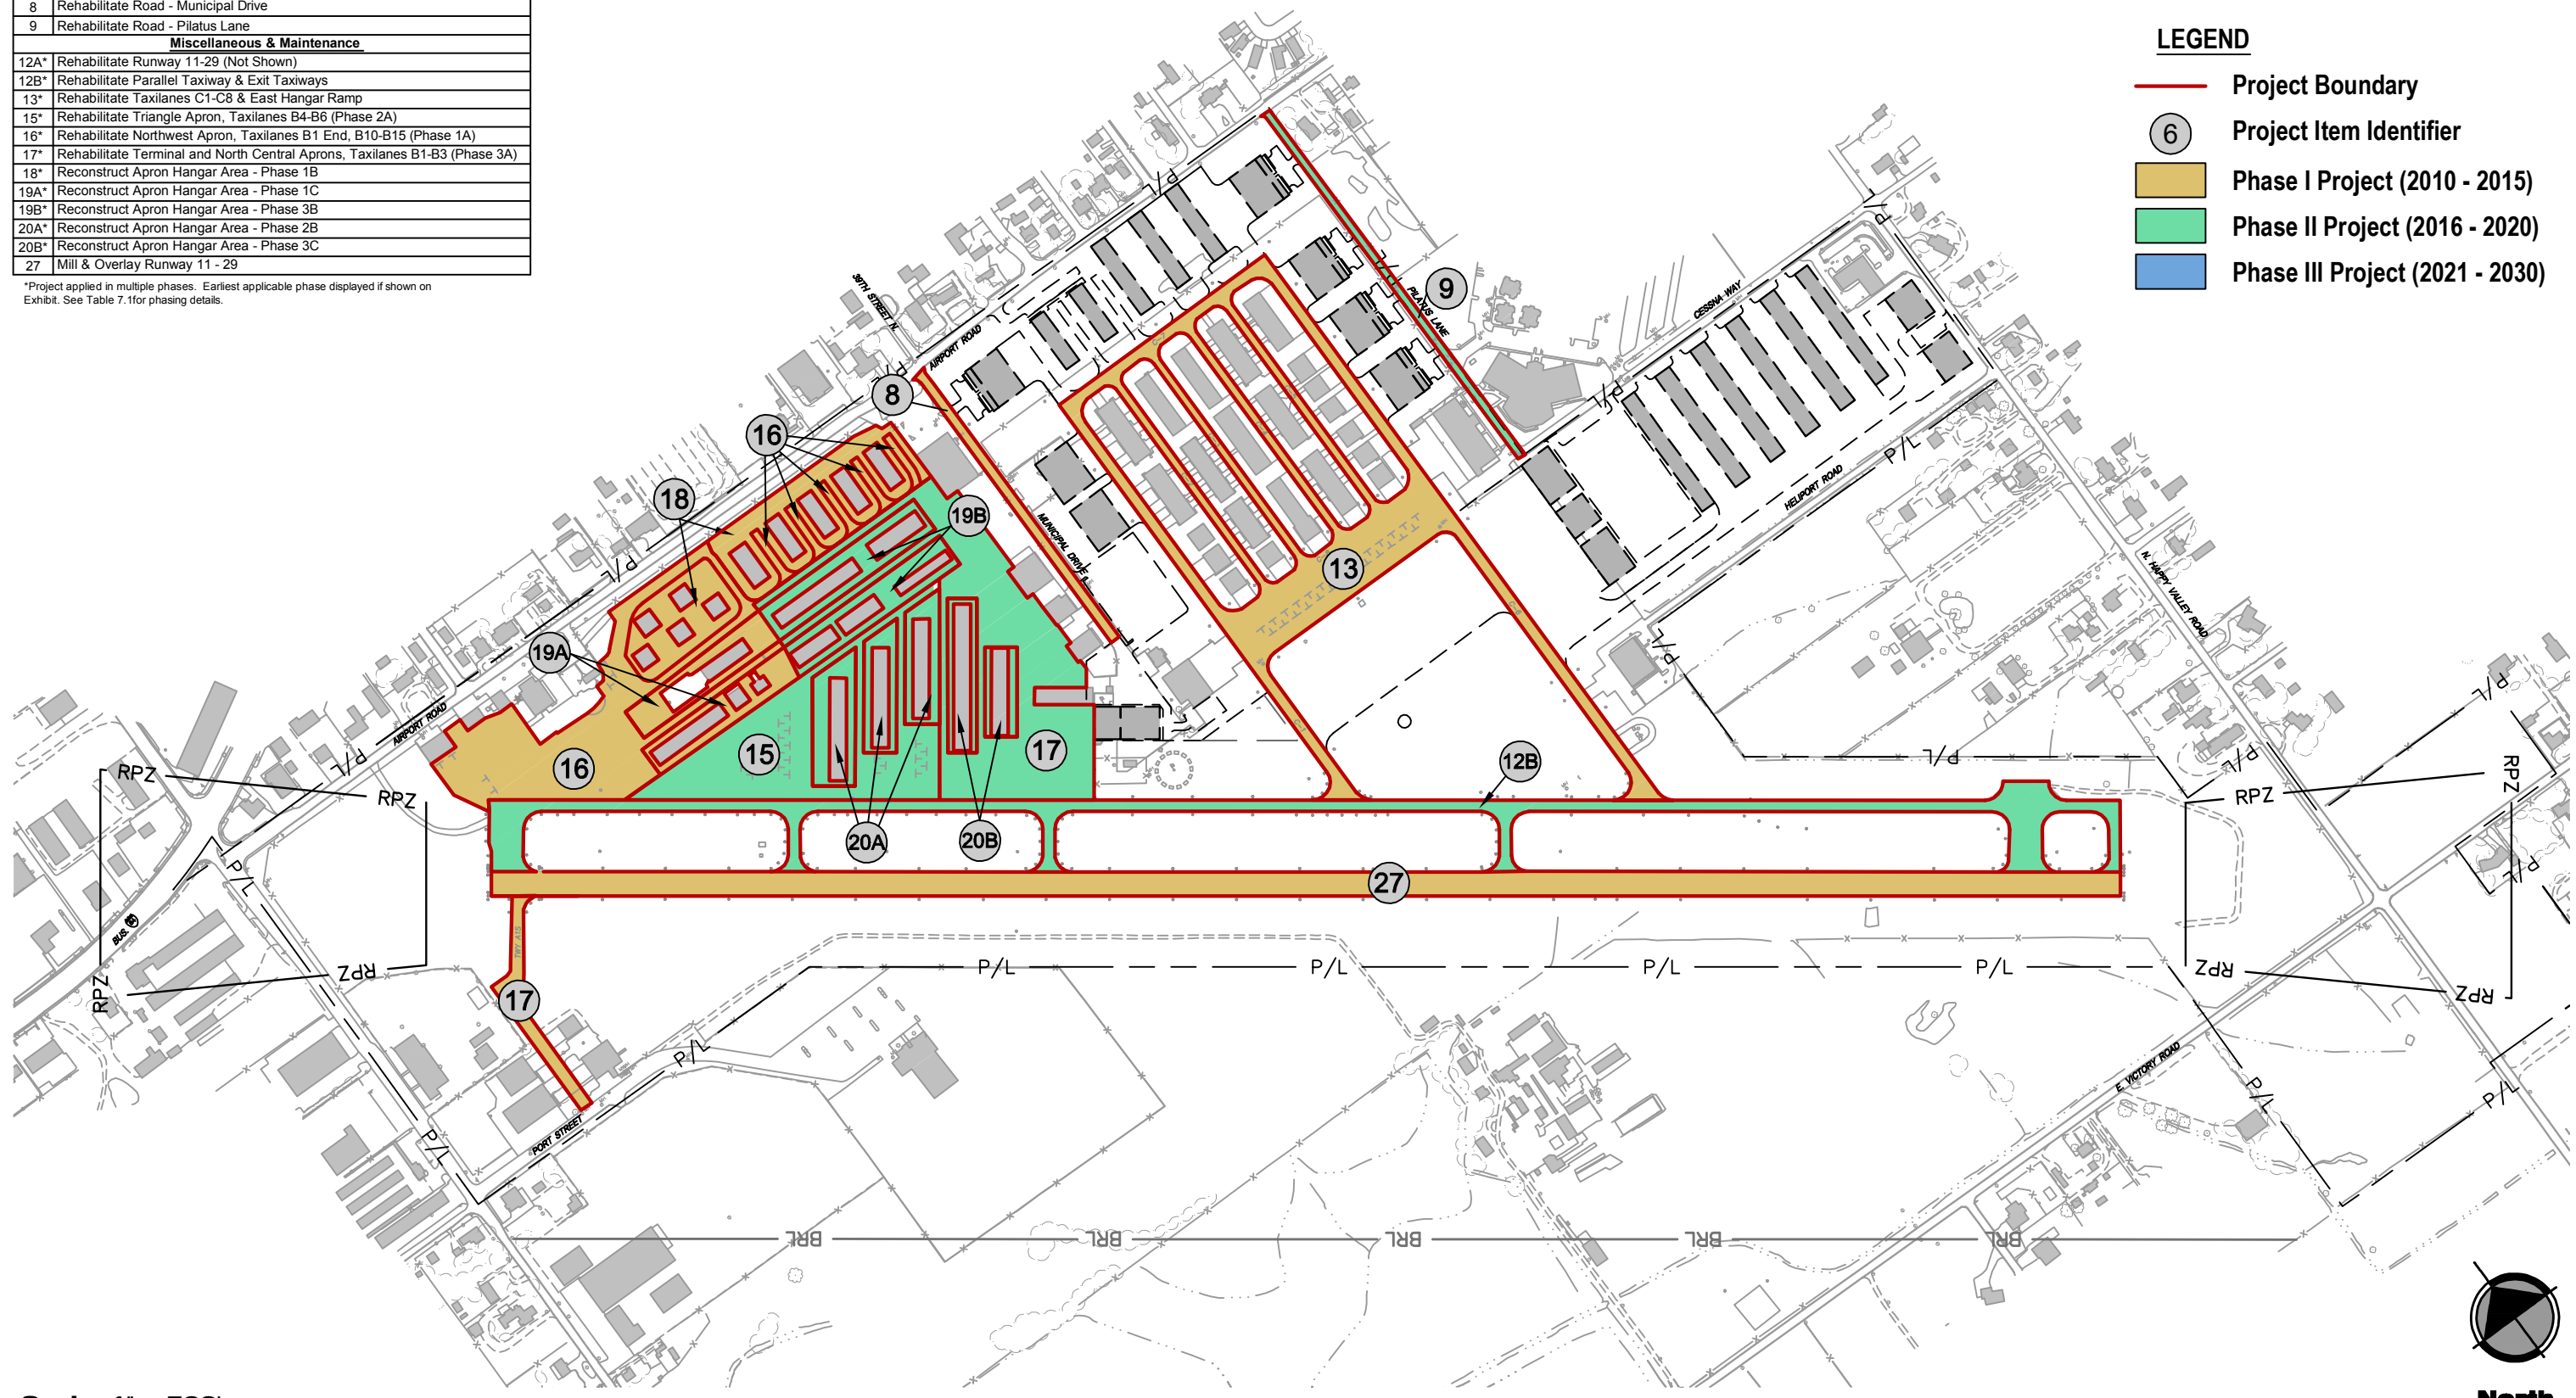 8 Rehabilitate Road - Municipal Drive
9 Rehabilitate Road - Pilatus Lane
Miscellaneous & Maintenance
12A* Rehabilitate Runway 11-29 (Not Shown)
12B* Rehabilitate Parallel Taxiway & Exit Taxiways
13* Rehabilitate Taxilanes C1-C8 & East Hangar Ramp
15* Rehabilitate Triangle Apron, Taxilanes B4-B6 (Phase 2A)
16* Rehabilitate Northwest Apron, Taxilanes B1 End, B10-B15 (Phase 1A)
17* Rehabilitate Terminal and North Central Aprons, Taxilanes B1-B3 (Phase 3A)
18* Reconstruct Apron Hangar Area - Phase 1B
19A* Reconstruct Apron Hangar Area - Phase 1C
19B* Reconstruct Apron Hangar Area - Phase 3B
20A* Reconstruct Apron Hangar Area - Phase 2B
20B* Reconstruct Apron Hangar Area - Phase 3C
27 Mill & Overlay Runway 11 - 29
*Project applied in multiple phases. Earliest applicable phase displayed if shown on
Exhibit. See Table 7.1for phasing details.
LEGEND
Project Boundary
6 Project Item Identifier
Phase I Project (2010 - 2015)
Phase II Project (2016 - 2020)
Phase III Project (2021 - 2030)
P/L
39TH STREET N.
AIRPORT ROAD
P/L
8
9
PILATUS LANE
CESSNA WAY
P/L
P/L
P/L
HELIPORT ROAD
P/L
16
18
19B
MUNICIPAL DRIVE
13
N. HAPPY VALLEY ROAD
P/L
19A
P/L
P/L
AIRPORT ROAD
P/L
16
15
17
12B
P/L
P/L
RPZ
RPZ
RPZ
RPZ
20A
20B
27
P/L
P/L
BUS. 84
TWY A1S
RPZ
RPZ
P/L
P/L
P/L
P/L
RPZ
RPZ
17
P/L
PORT STREET
P/L
E. VICTORY ROAD
P/L
P/L
BRL
BRL
BRL
BRL
BRL
North